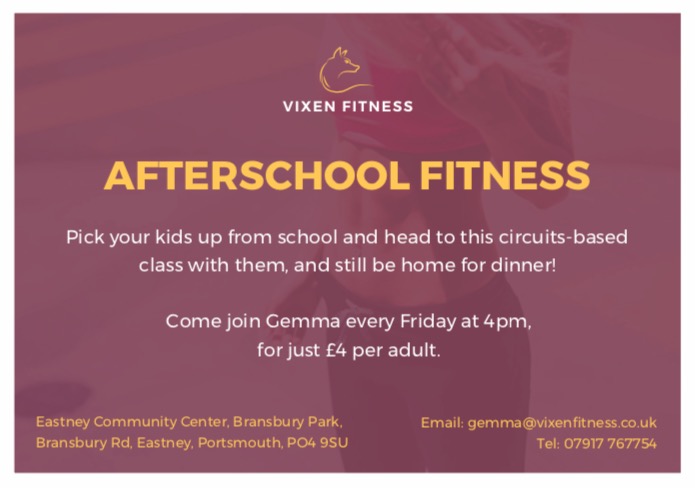 VIXEN FITNESS
AFTERSCHOOL FITNESS
Pick your kids up from school and head to this circuits-based
class with them, and still be home for dinner!
Come join Gemma every Friday at 4pm,
for just £4 per adult.
Eastney Community Center, Bransbury Park,
Bransbury Rd, Eastney, Portsmouth, PO4 9SU
Email: gemma@vixenfitness.co.uk
Tel: 07917 767754